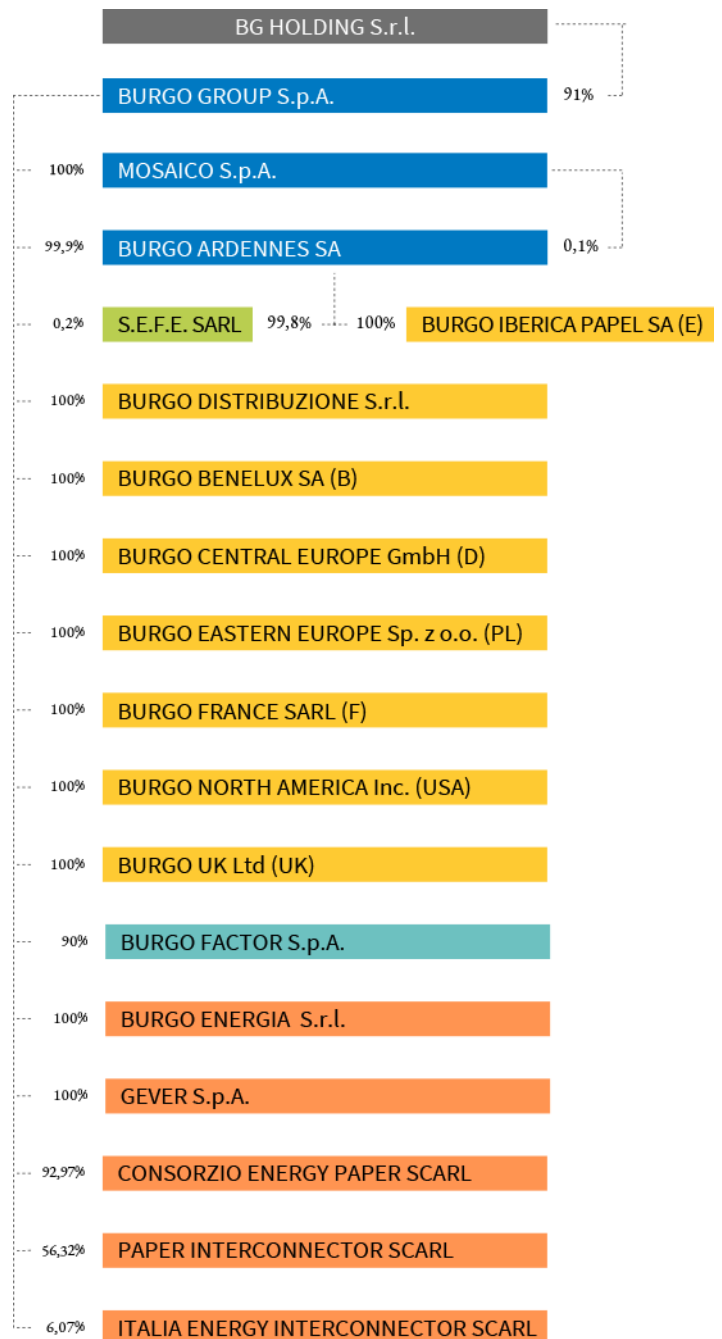 BG HOLDING S.r.l.
BURGO GROUP S.p.A. 91%
100% MOSAICO S.p.A.
99,9% BURGO ARDENNES SA 0,1%
0,2% S.E.F.E. SARL 99,8% 100% BURGO IBERICA PAPEL SA (E)
100% BURGO DISTRIBUZIONE S.r.l.
100% BURGO BENELUX SA (B)
100% BURGO CENTRAL EUROPE GmbH (D)
100% BURGO EASTERN EUROPE Sp. z o.o. (PL)
100% BURGO FRANCE SARL (F)
100% BURGO NORTH AMERICA Inc. (USA)
100% BURGO UK Ltd (UK)
90% BURGO FACTOR S.p.A.
100% BURGO ENERGIA S.r.l.
100% GEVER S.p.A.
92,97% CONSORZIO ENERGY PAPER SCARL
56,32% PAPER INTERCONNECTOR SCARL
6,07% ITALIA ENERGY INTERCONNECTOR SCARL